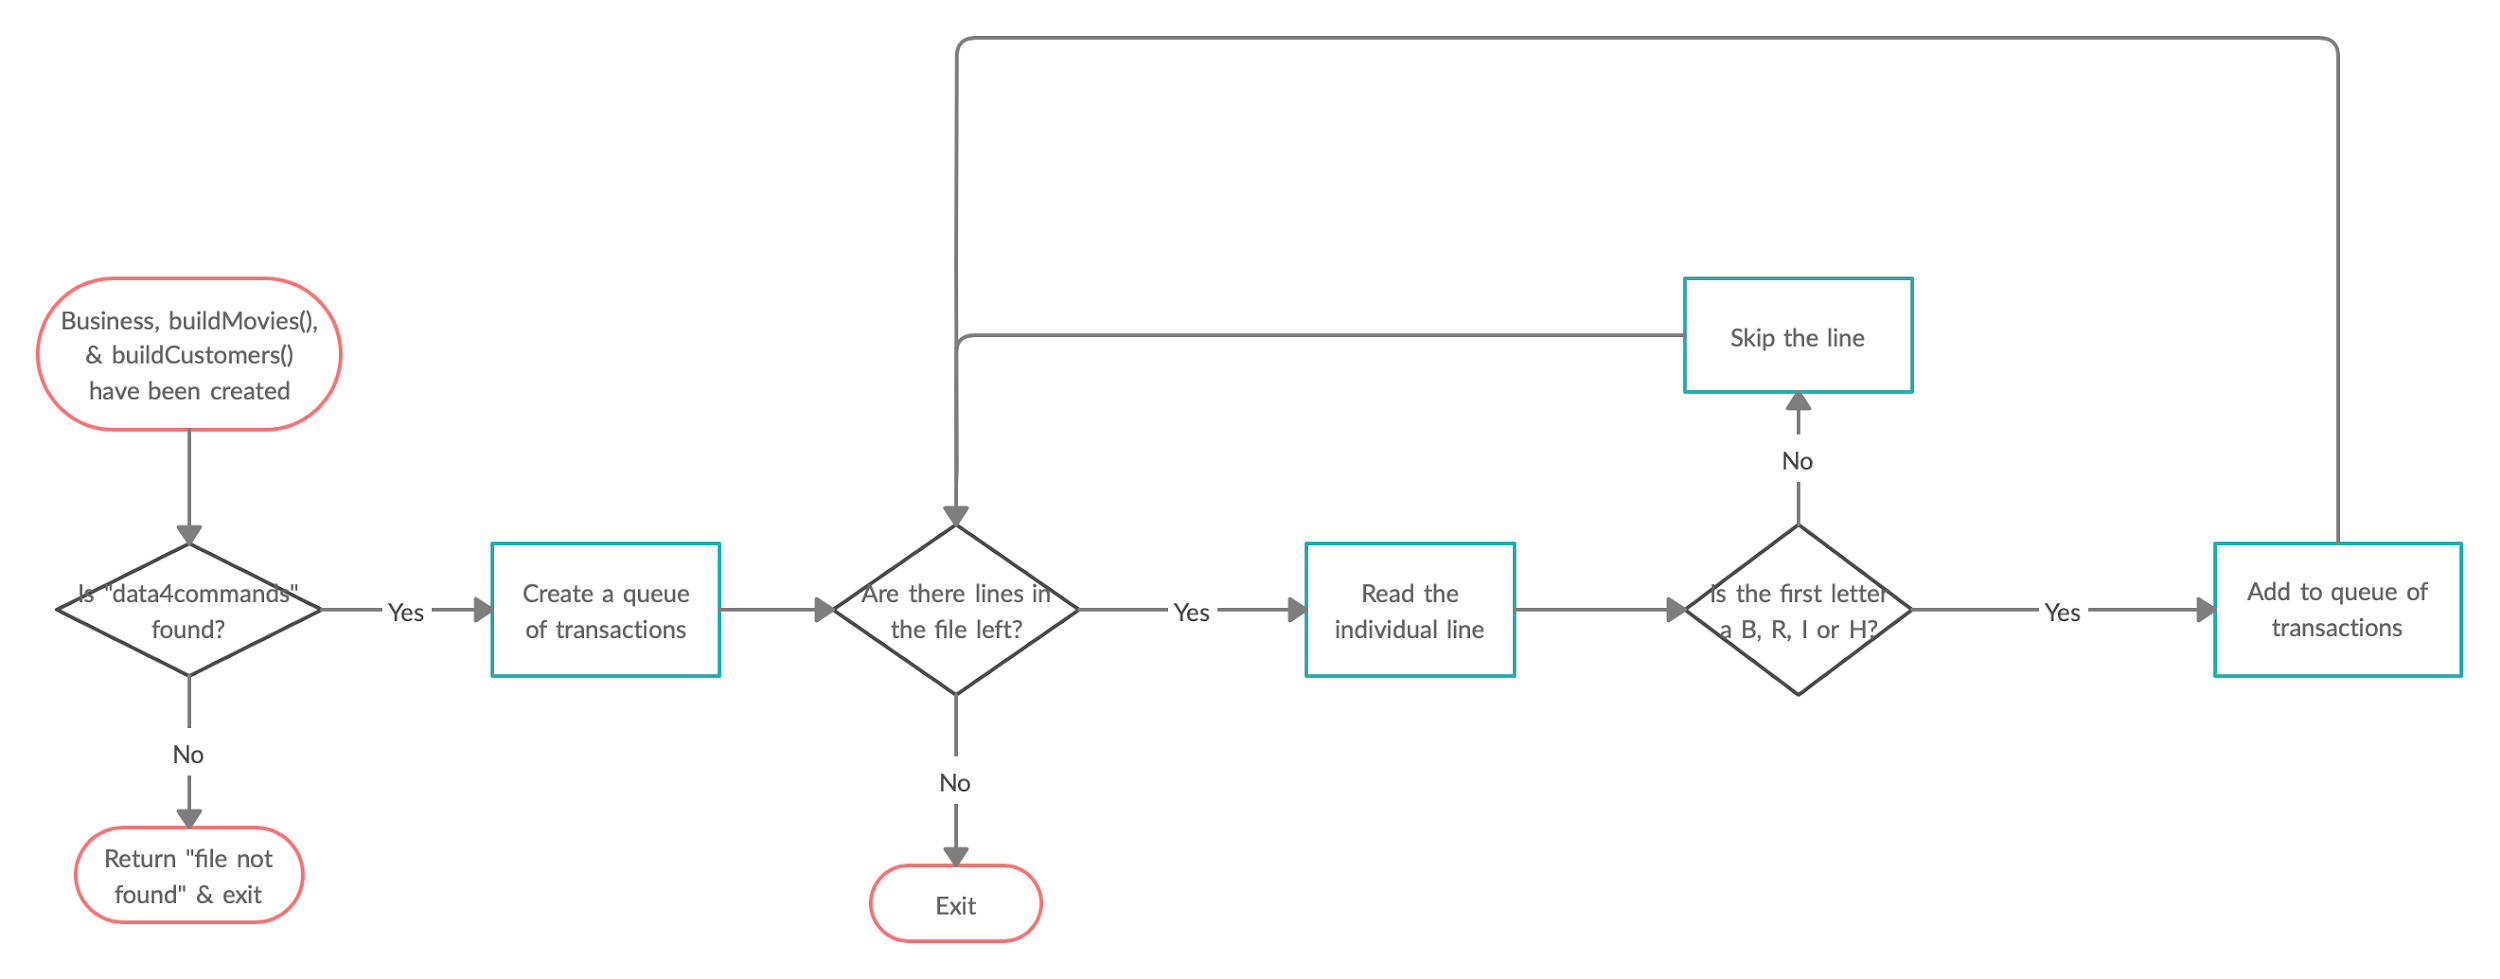 Business, buildMovies(),
& buildCustomers()
have been created
Is "data4commands"
found?
Yes
No
Return "file not
found" & exit
Create a queue
of transactions
Are there lines in
the file left?
Yes
No
Exit
Read the
individual line
is the first letter
a B, R, I or H?
No
Skip the line
Yes
Add to queue of
transactions